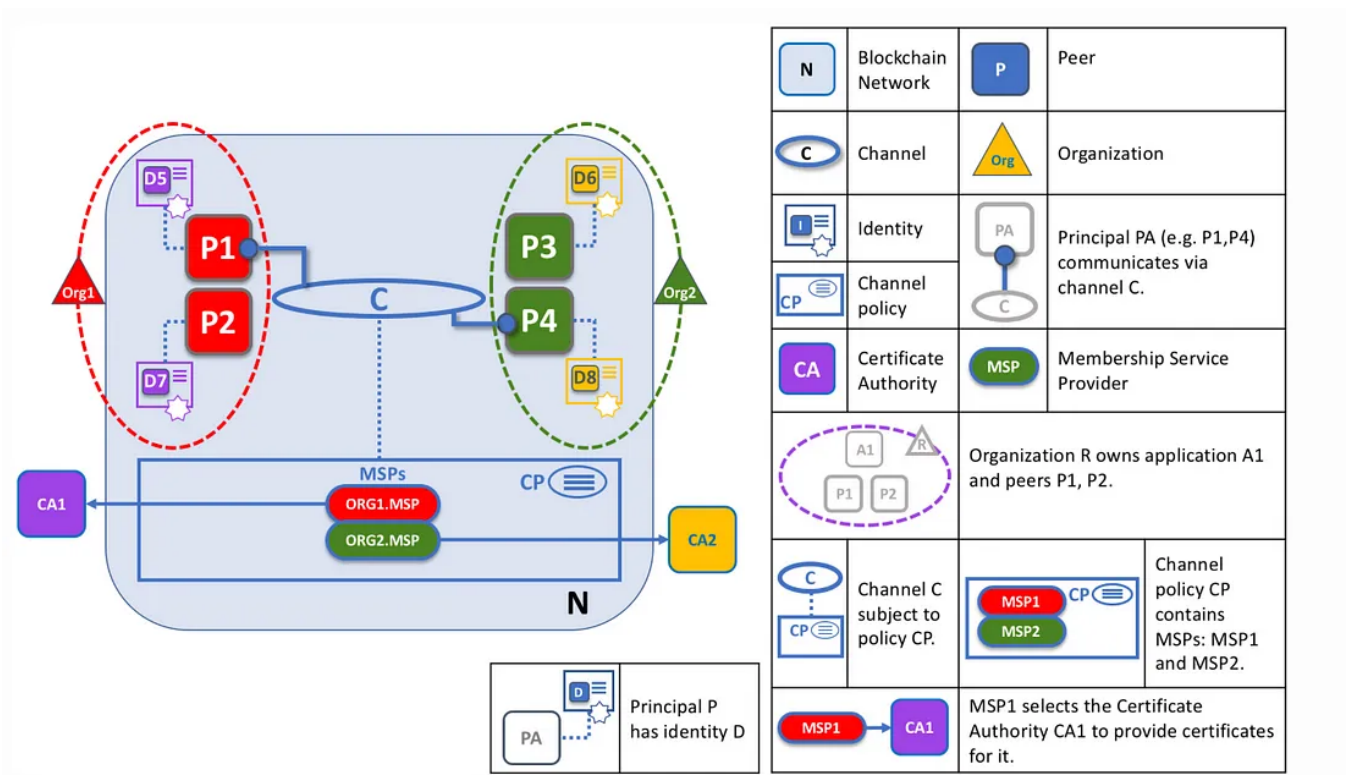 D5
D6
P1
P3
Org1
C
Org2
P2
P4
D7
D8
MSPs
CP
CA1
ORG1.MSP
ORG2.MSP
CA2
N
D
PA
Principal P
has identity D
N
Blockchain
Network
P
Peer
C
Channel
Org
Organization
I
Identity
PA
C
Principal PA (e.g. P1,P4)
communicates via
channel C.
CP
Channel
policy
CA
Certificate
Authority
MSP
Membership Service
Provider
A1
R
P1
P2
Organization R owns application A1
and peers P1, P2.
C
CP
Channel C
subject to
policy CP.
MSP1
CP
MSP2
Channel
policy CP
contains
MSPs: MSP1
and MSP2.
MSP1
CA1
MSP1 selects the Certificate
Authority CA1 to provide certificates
for it.